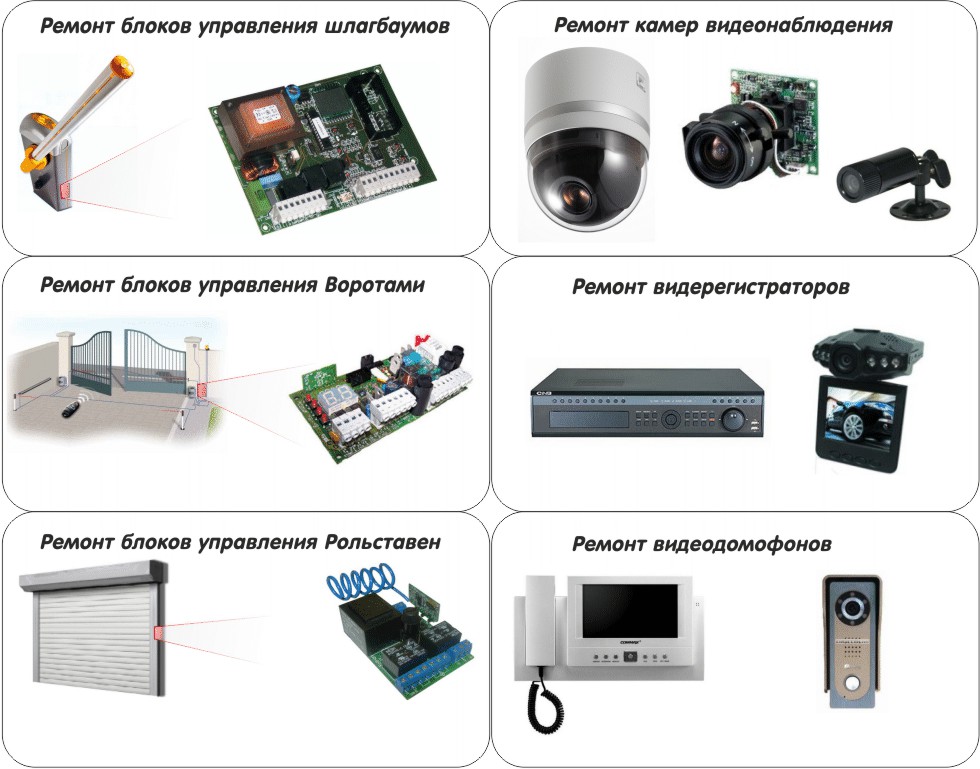 Ремонт блоков управления шлагбаумов
Ремонт камер видеонаблюдения
Ремонт блоков управления Воротами
Ремонт видерегистраторов
CNB
Ремонт блоков управления Рольставен
Ремонт видеодомофонов
COMMAX